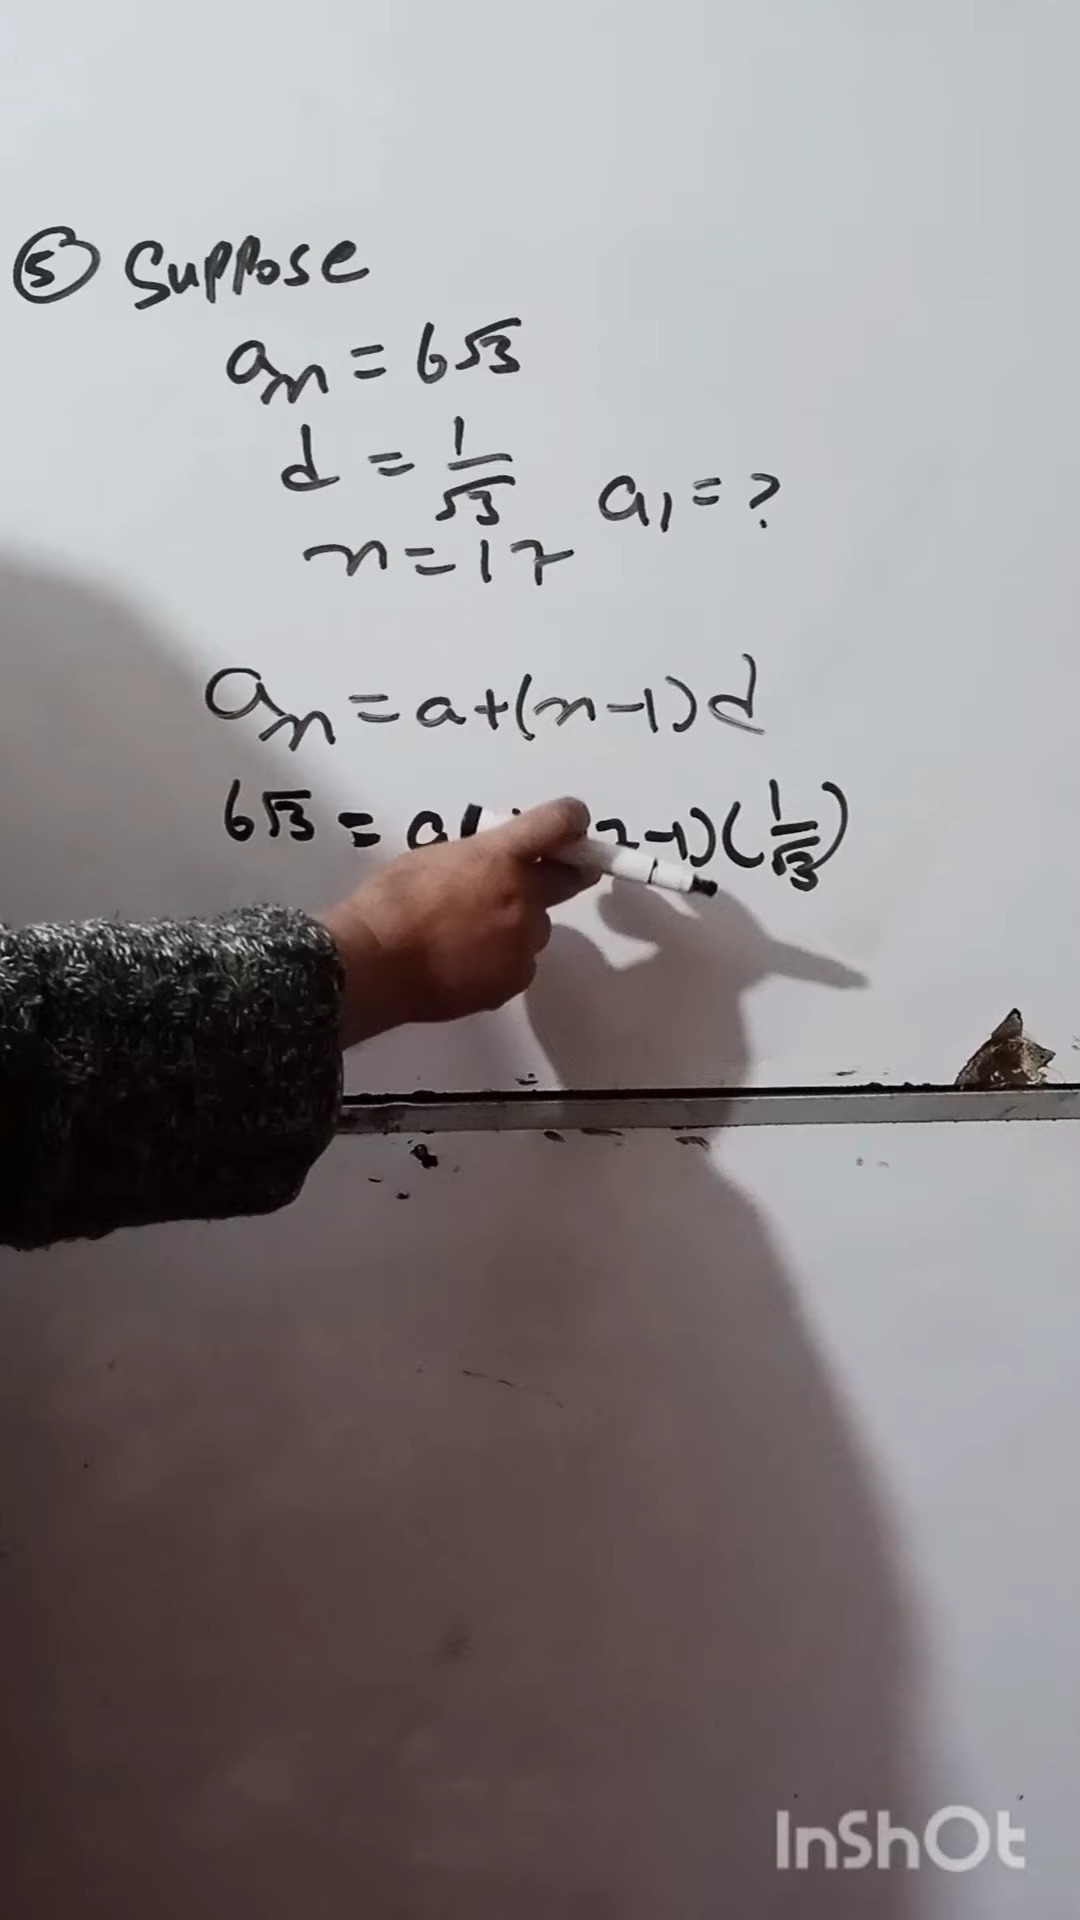 ⑤ Suppose
an = 6√3
d = 1/√3 a1 = ?
n = 17
an = a+(n-1)d
6√3 = a -1)(1/√3)
InShOt